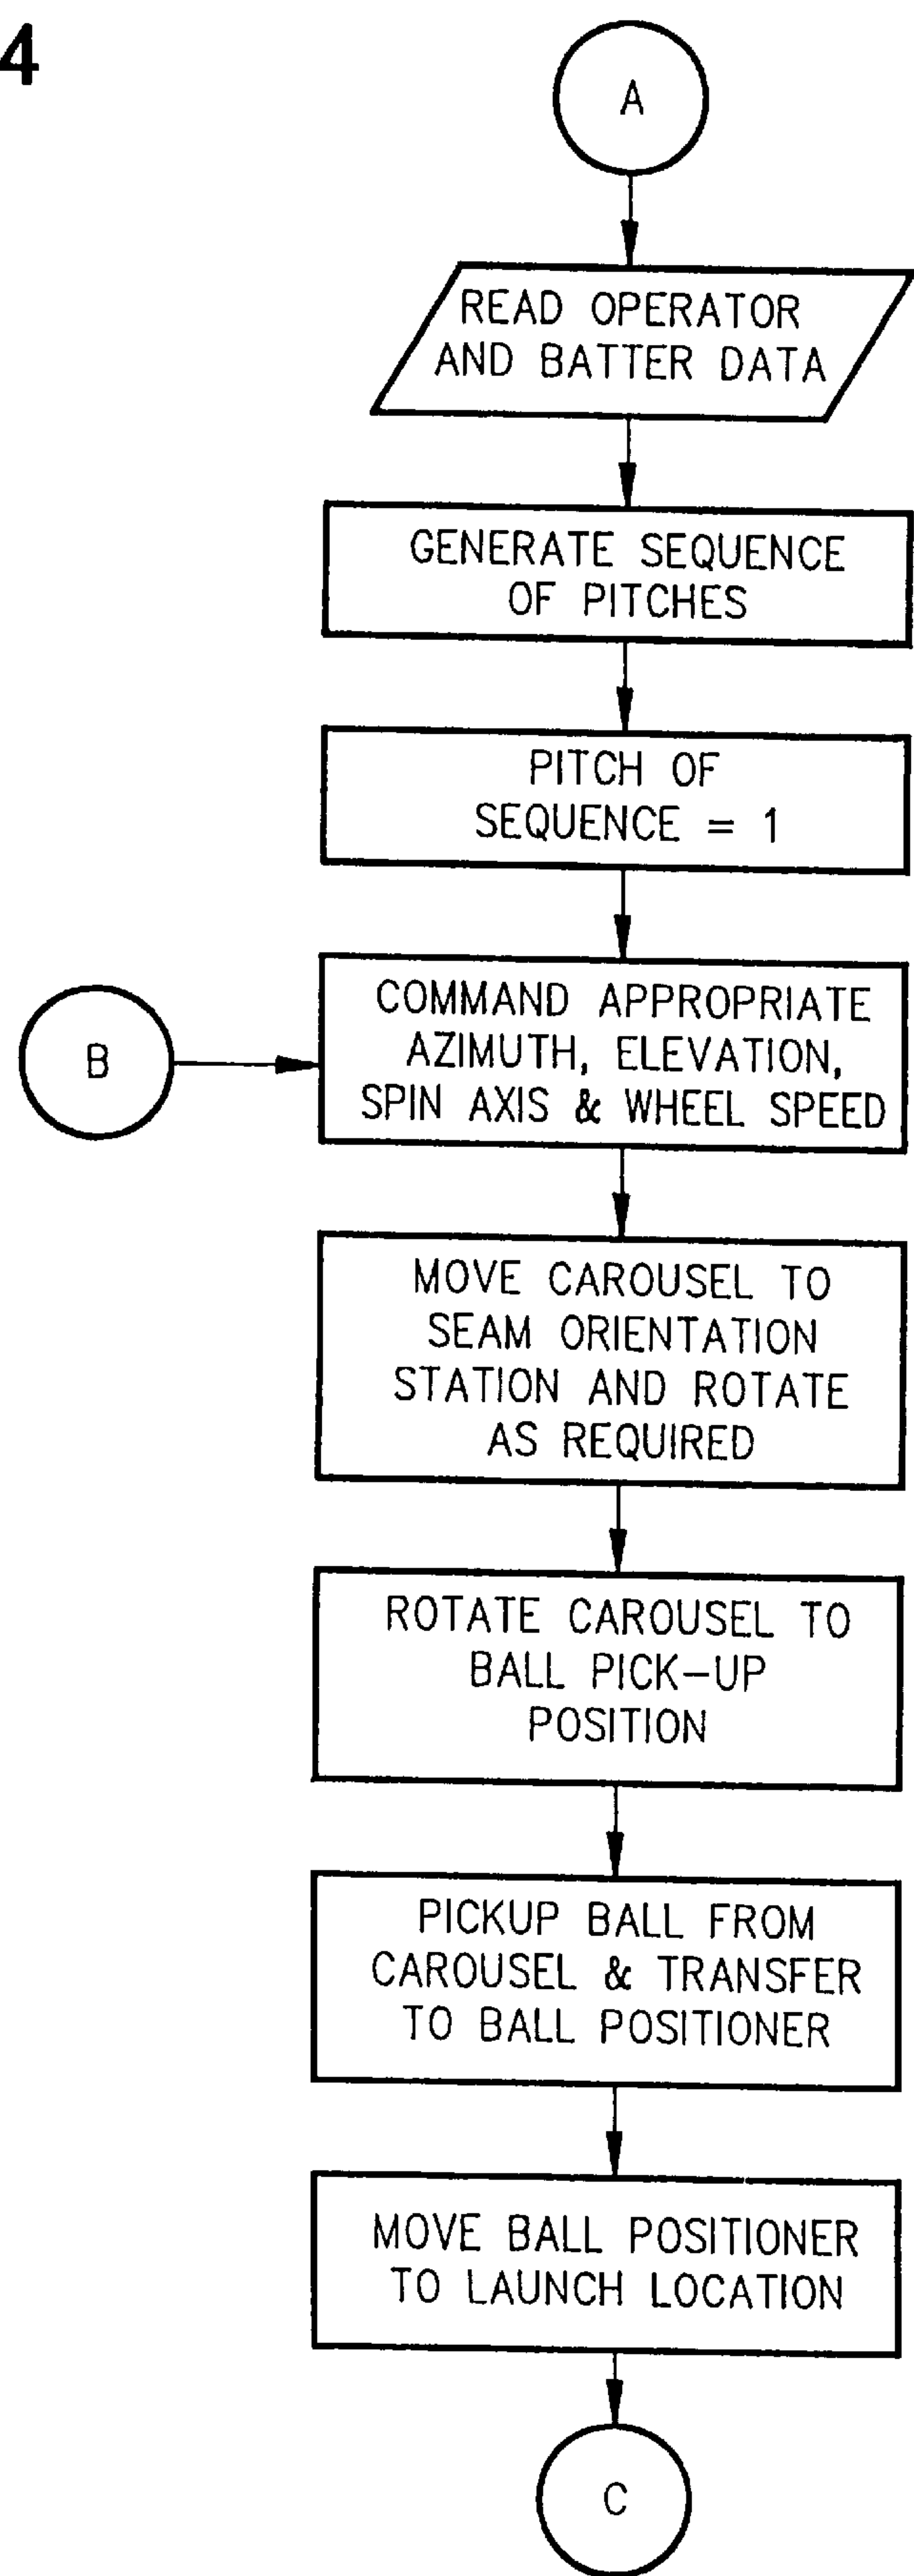 4
A
READ OPERATOR
AND BATTER DATA
GENERATE SEQUENCE
OF PITCHES
PITCH OF
SEQUENCE = 1
B
COMMAND APPROPRIATE
AZIMUTH, ELEVATION,
SPIN AXIS & WHEEL SPEED
MOVE CAROUSEL TO
SEAM ORIENTATION
STATION AND ROTATE
AS REQUIRED
ROTATE CAROUSEL TO
BALL PICK-UP
POSITION
PICKUP BALL FROM
CAROUSEL & TRANSFER
TO BALL POSITIONER
MOVE BALL POSITIONER
TO LAUNCH LOCATION
C